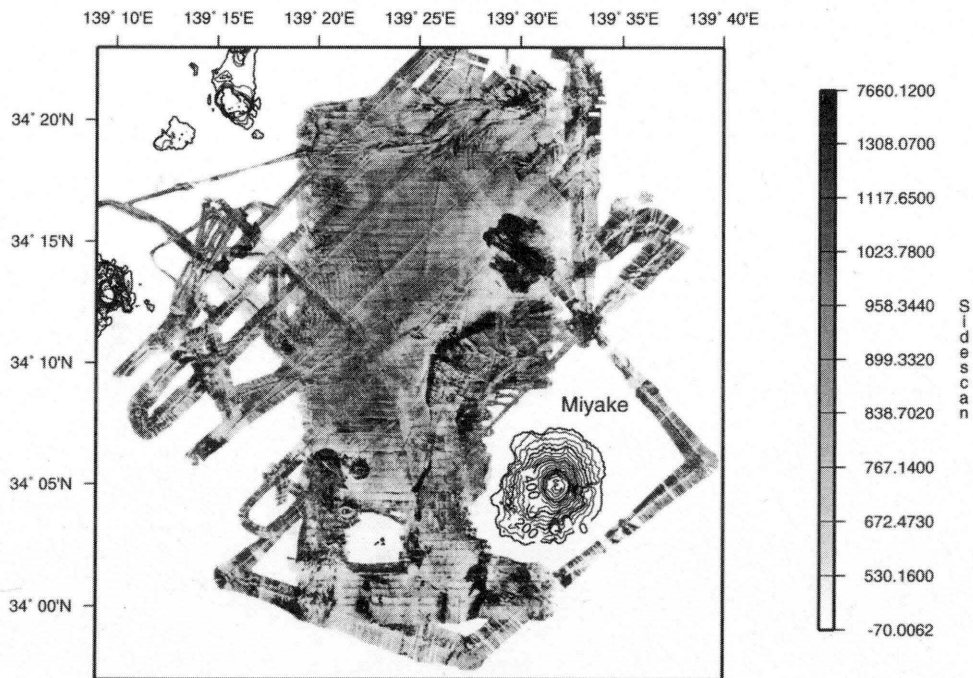 139° 10'E 139° 15'E 139° 20'E 139° 25'E 139° 30'E 139° 35'E 139° 40'E
34° 20'N
34° 15'N
34° 10'N
34° 05'N
34° 00'N
Miyake
400
7660.1200
1308.0700
1117.6500
1023.7800
958.3440
899.3320
838.7020
767.1400
672.4730
530.1600
-70.0062
Sidescan